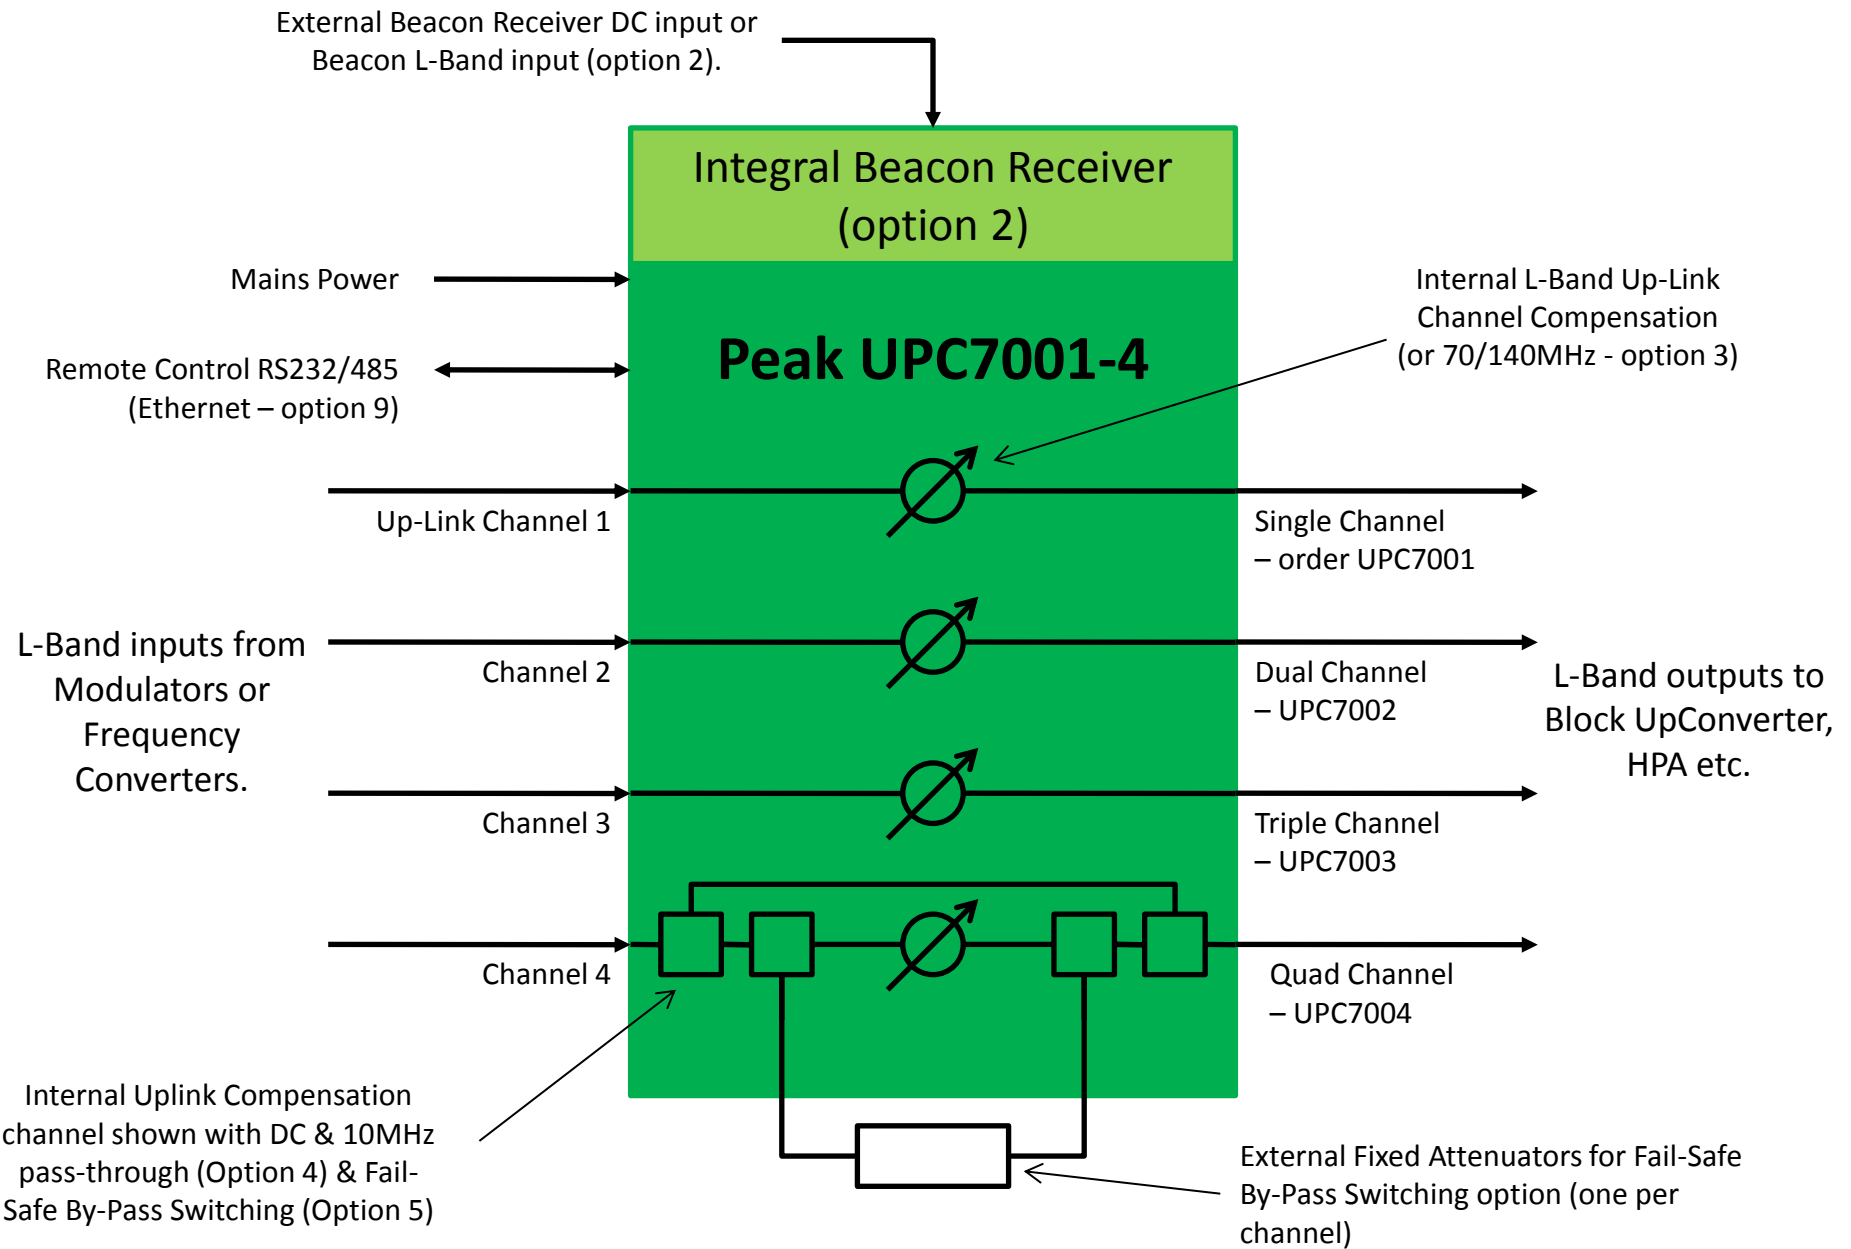 External Beacon Receiver DC input or
Beacon L-Band input (option 2).
Integral Beacon Receiver
(option 2)
Mains Power
Internal L-Band Up-Link
Channel Compensation
(or 70/140MHz - option 3)
Peak UPC7001-4
Remote Control RS232/485
(Ethernet – option 9)
Up-Link Channel 1
Single Channel
– order UPC7001
L-Band inputs from
Modulators or
Frequency
Converters.
Channel 2
Dual Channel
– UPC7002
L-Band outputs to
Block UpConverter,
HPA etc.
Channel 3
Triple Channel
– UPC7003
Channel 4
Quad Channel
– UPC7004
Internal Uplink Compensation
channel shown with DC & 10MHz
pass-through (Option 4) & Fail-
Safe By-Pass Switching (Option 5)
External Fixed Attenuators for Fail-Safe
By-Pass Switching option (one per
channel)